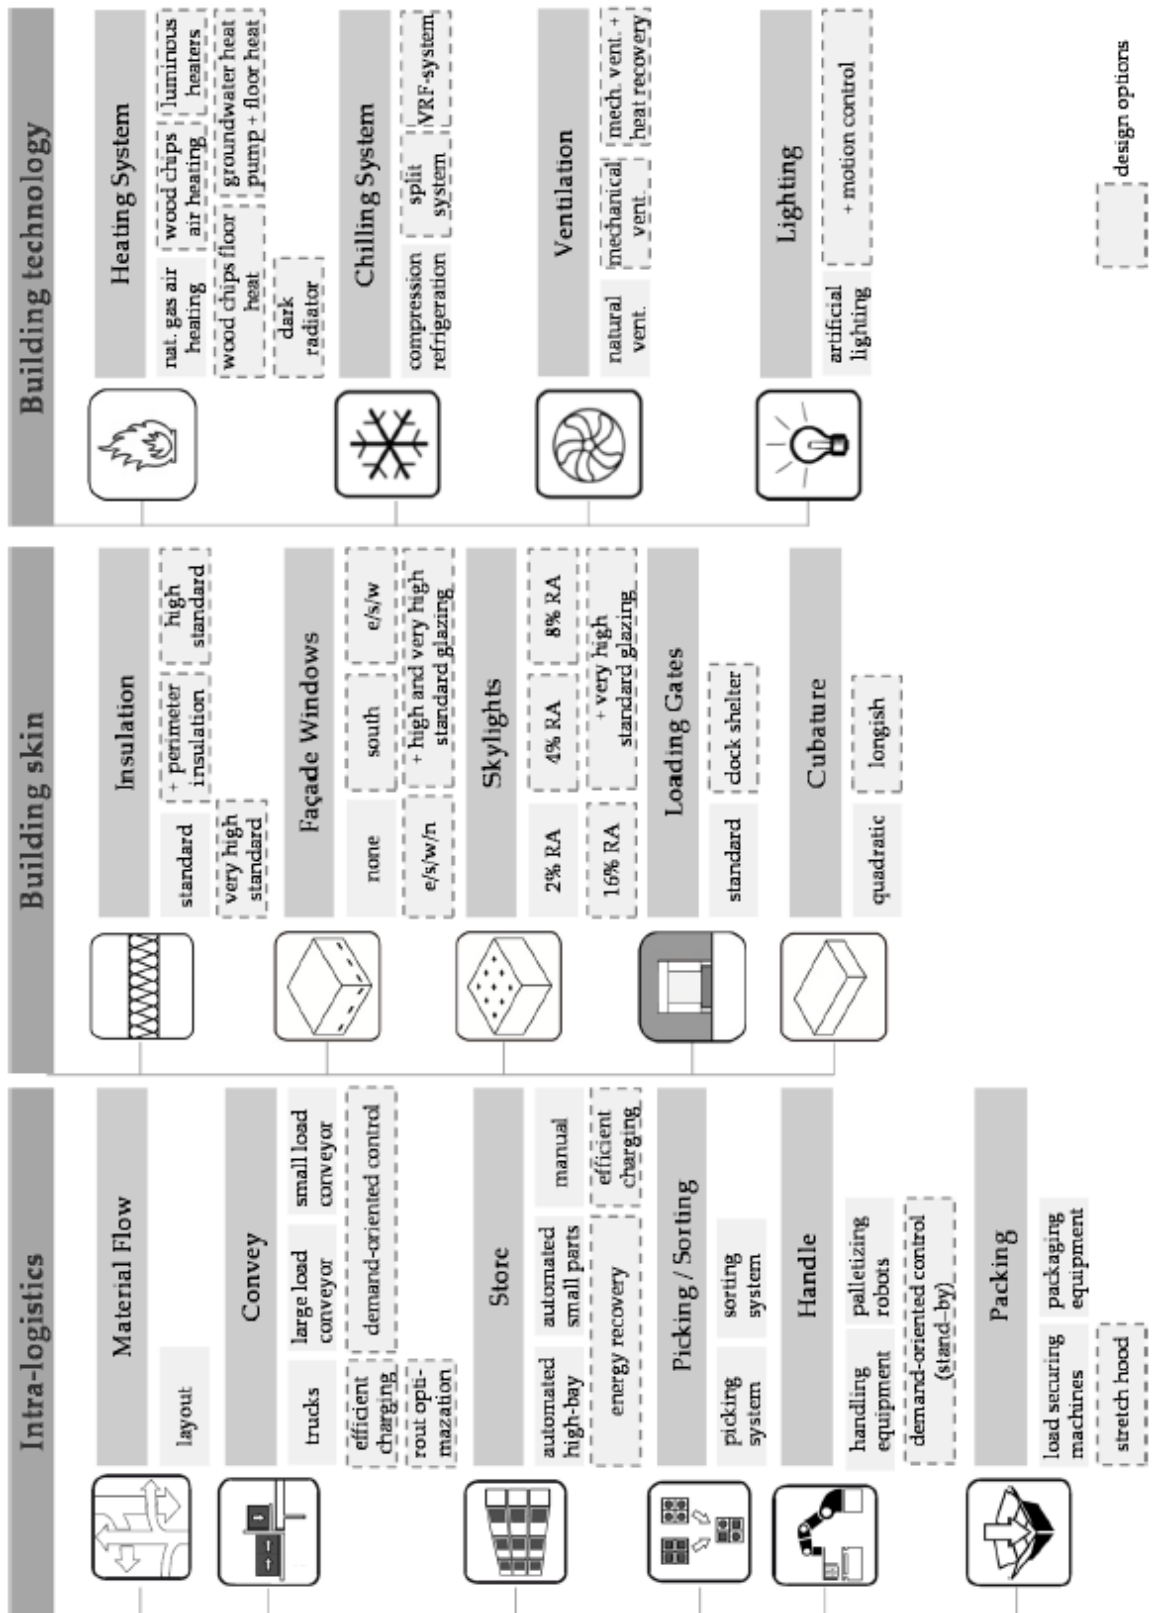 Intra-logistics
Material Flow
layout
Convey
trucks
large load
conveyor
small load
conveyor
efficient
charging
demand-oriented control
rout opti-
mazation
Store
automated
high-bay
automated
small parts
manual
energy recovery
efficient
charging
Picking / Sorting
picking
system
sorting
system
Handle
handling
equipment
palletizing
robots
demand-oriented control
(stand-by)
Packing
load securing
machines
packaging
equipment
stretch hood
Building skin
Insulation
standard
+ perimeter
insulation
high
standard
very high
standard
Façade Windows
none
south
e/s/w
e/s/w/n
+ high and very high
standard glazing
Skylights
2% RA
4% RA
8% RA
16% RA
+ very high
standard glazing
Loading Gates
standard
dock shelter
Cubature
quadratic
longish
Building technology
Heating System
nat. gas air
heating
wood chips
air heating
luminous
heaters
wood chips floor
heat
groundwater heat
pump + floor heat
dark
radiator
Chilling System
compression
refrigeration
split
system
VRF-system
Ventilation
natural
vent.
mechanical
vent.
mech. vent. +
heat recovery
Lighting
artificial
lighting
+ motion control
design options